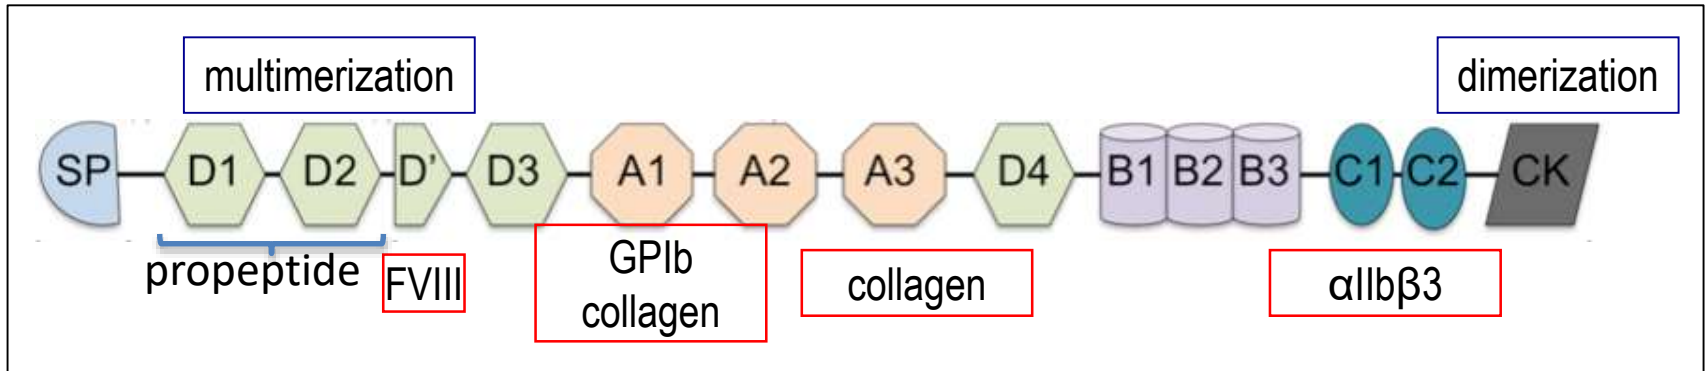 multimerization
dimerization
SP D1 D2 D' D3 A1 A2 A3 D4 B1 B2 B3 C1 C2 CK
propeptide
FVIII
GPIb
collagen
collagen
αIIbβ3